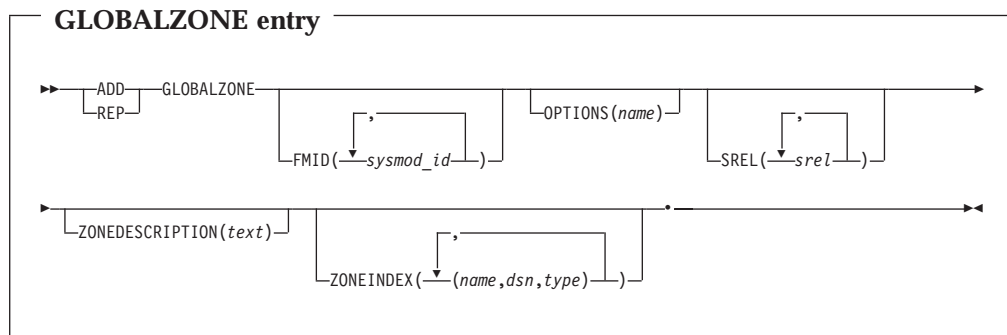 GLOBALZONE entry
ADD GLOBALZONE
REP
FMID( , sysmod_id )
OPTIONS(name)
SREL( , srel )
ZONEDESCRIPTION(text)
ZONEINDEX( , (name,dsn,type) )
.